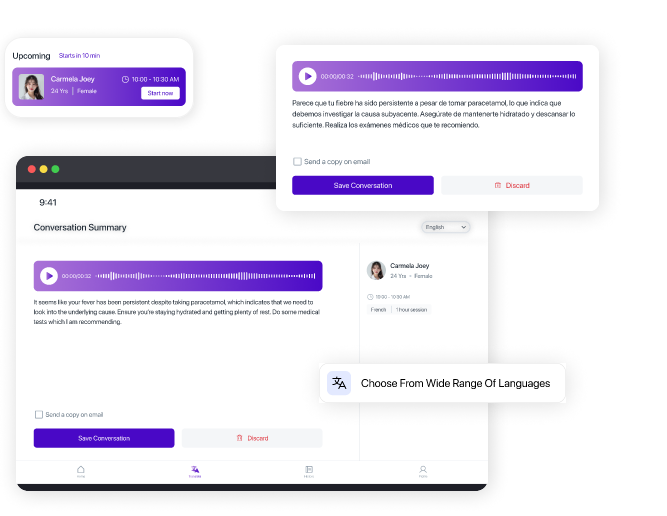 Upcoming Starts in 10 min
Carmela Joey 10:00 - 10:30 AM
24 Yrs | Female Start now
00:00/00:32
Parece que tu fiebre ha sido persistente a pesar de tomar paracetamol, lo que indica que
debemos investigar la causa subyacente. Asegúrate de mantenerte hidratado y descansar lo
suficiente. Realiza los exámenes médicos que te recomiendo.
Send a copy on email
Save Conversation Discard
9:41
Conversation Summary English
00:00/00:32
It seems like your fever has been persistent despite taking paracetamol, which indicates that we need to
look into the underlying cause. Ensure you're staying hydrated and getting plenty of rest. Do some medical
tests which I am recommending.
Carmela Joey
24 Yrs • Female
10:00 - 10:30 AM
French | 1 hour session
Choose From Wide Range Of Languages
Send a copy on email
Save Conversation Discard